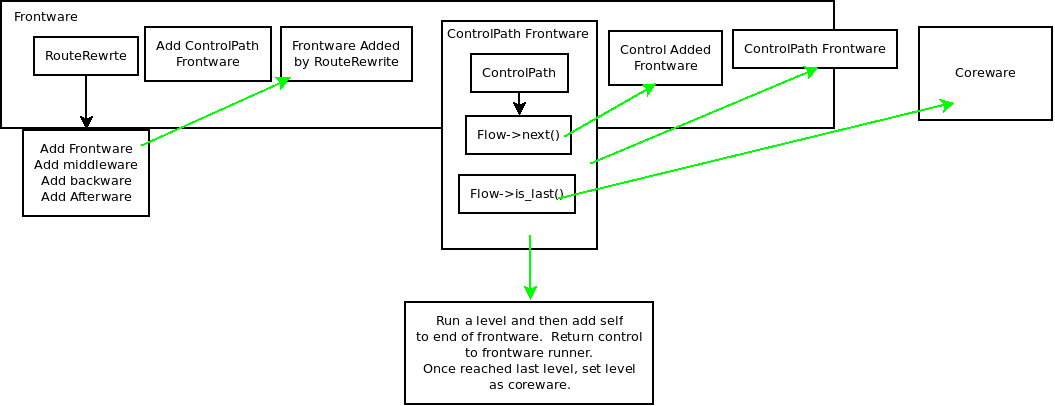 Frontware
RouteRewrte
Add ControlPath
Frontware
Frontware Added
by RouteRewrite
ControlPath Frontware
ControlPath
Flow->next()
Flow->is_last()
Control Added
Frontware
ControlPath Frontware
Coreware
Add Frontware
Add middleware
Add backware
Add Afterware
Run a level and then add self
to end of frontware.  Return control
to frontware runner.
Once reached last level, set level
as coreware.